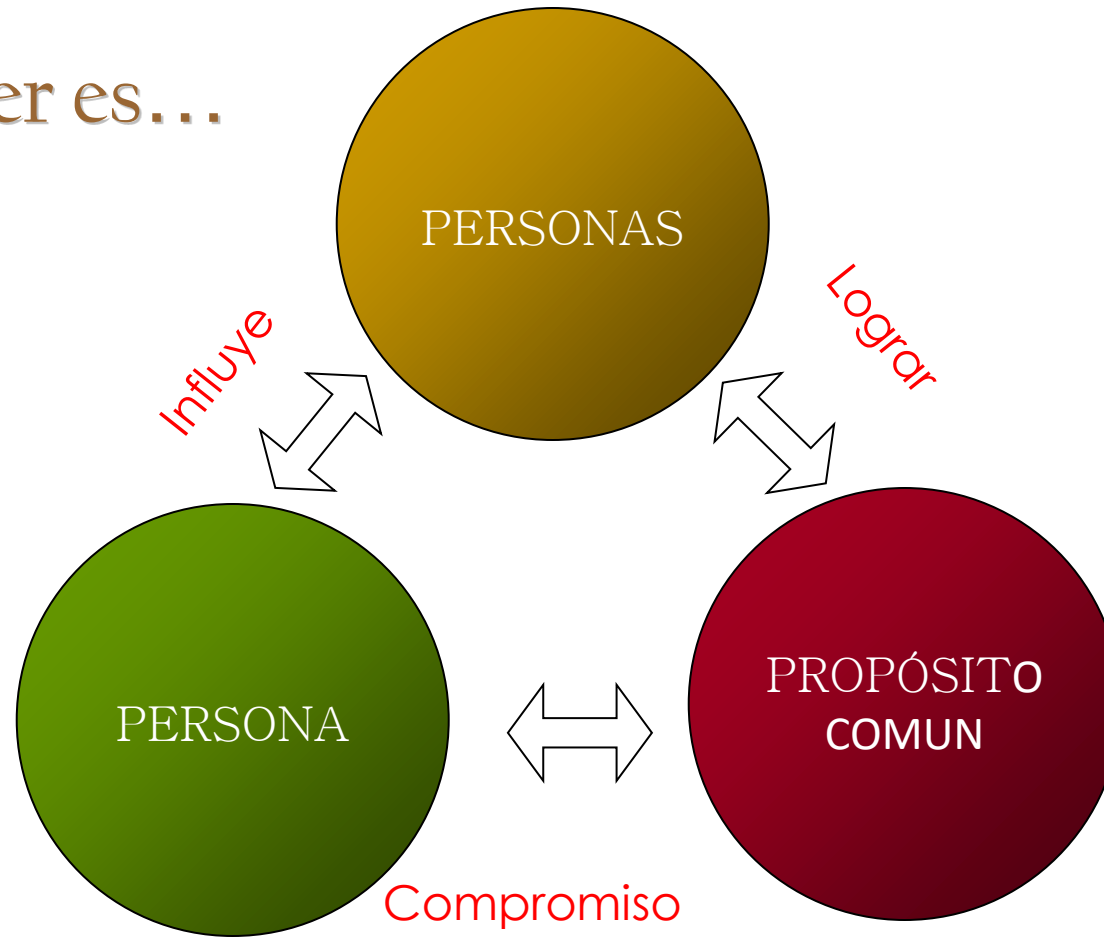 er es...
PERSONAS
Influye
Lograr
PERSONA
PROPÓSITO
COMUN
Compromiso